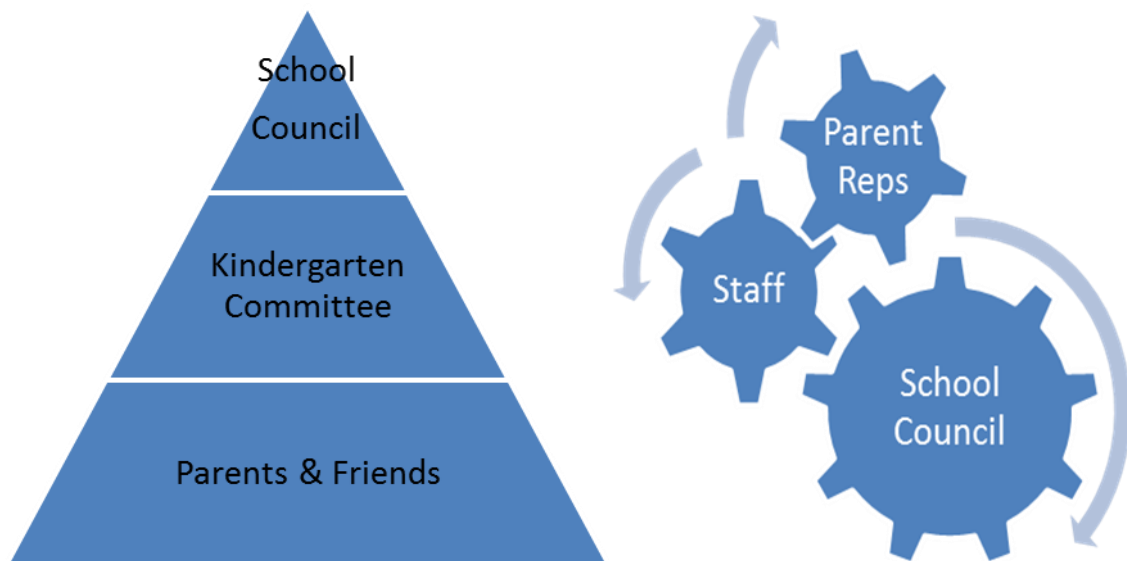 School
Council
Kindergarten
Committee
Parents & Friends
Parent
Reps
Staff
School
Council